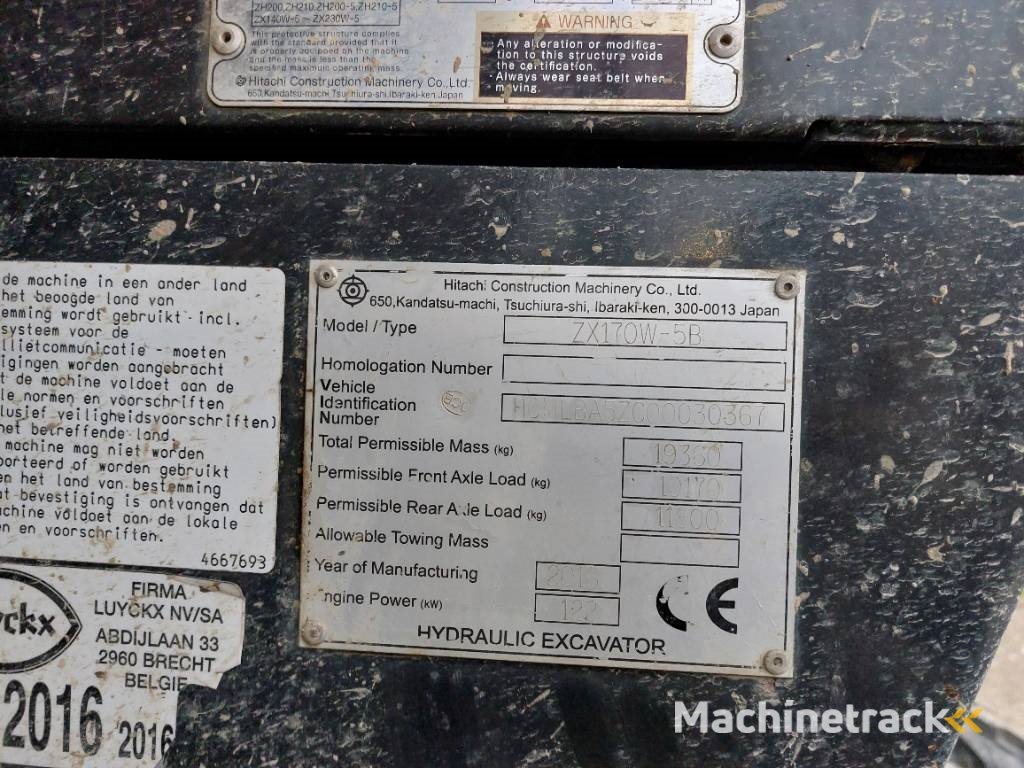 ZH200,ZH210,ZH200-5,ZH210-5
ZX140W-5 ~ ZX230W-5
This protective structure complies
with the standard provided that it
is properly equipped on the machine
and the mass is less than the
specified maximum operating mass.
Hitachi Construction Machinery Co.,Ltd.
650,Kandatsu-machi,Tsuchiura-shi,Ibaraki-ken,Japan
WARNING
- Any alteration or modifica-
tion to this structure voids
the certification.
- Always wear seat belt when
moving.
de machine in een ander land
het beoogde land van
emming wordt gebruikt - incl.
systeem voor de
llietcommunicatie - moeten
igingen worden aangebracht
t de machine voldoet aan de
le normen en voorschriften
lusief veiligheidsvoorschriften)
het betreffende land.
machine mag niet worden
orteerd of worden gebruikt
en het land van bestemming
at bevestiging is ontvangen dat
achine voldoet aan de lokale
en en voorschriften.
4667693
Hitachi Construction Machinery Co., Ltd.
650,Kandatsu-machi, Tsuchiura-shi, Ibaraki-ken, 300-0013 Japan
Model / Type ZX170W-5B
Homologation Number
Vehicle
Identification
Number
Total Permissible Mass (kg) 19360
Permissible Front Axle Load (kg)
Permissible Rear Axle Load (kg)
Allowable Towing Mass
Year of Manufacturing
Engine Power (kW) 122
CE
HYDRAULIC EXCAVATOR
yckx
FIRMA
LUYCKX NV/SA
ABDIJLAAN 33
2960 BRECHT
BELGIE
2016 2016
Machinetrack